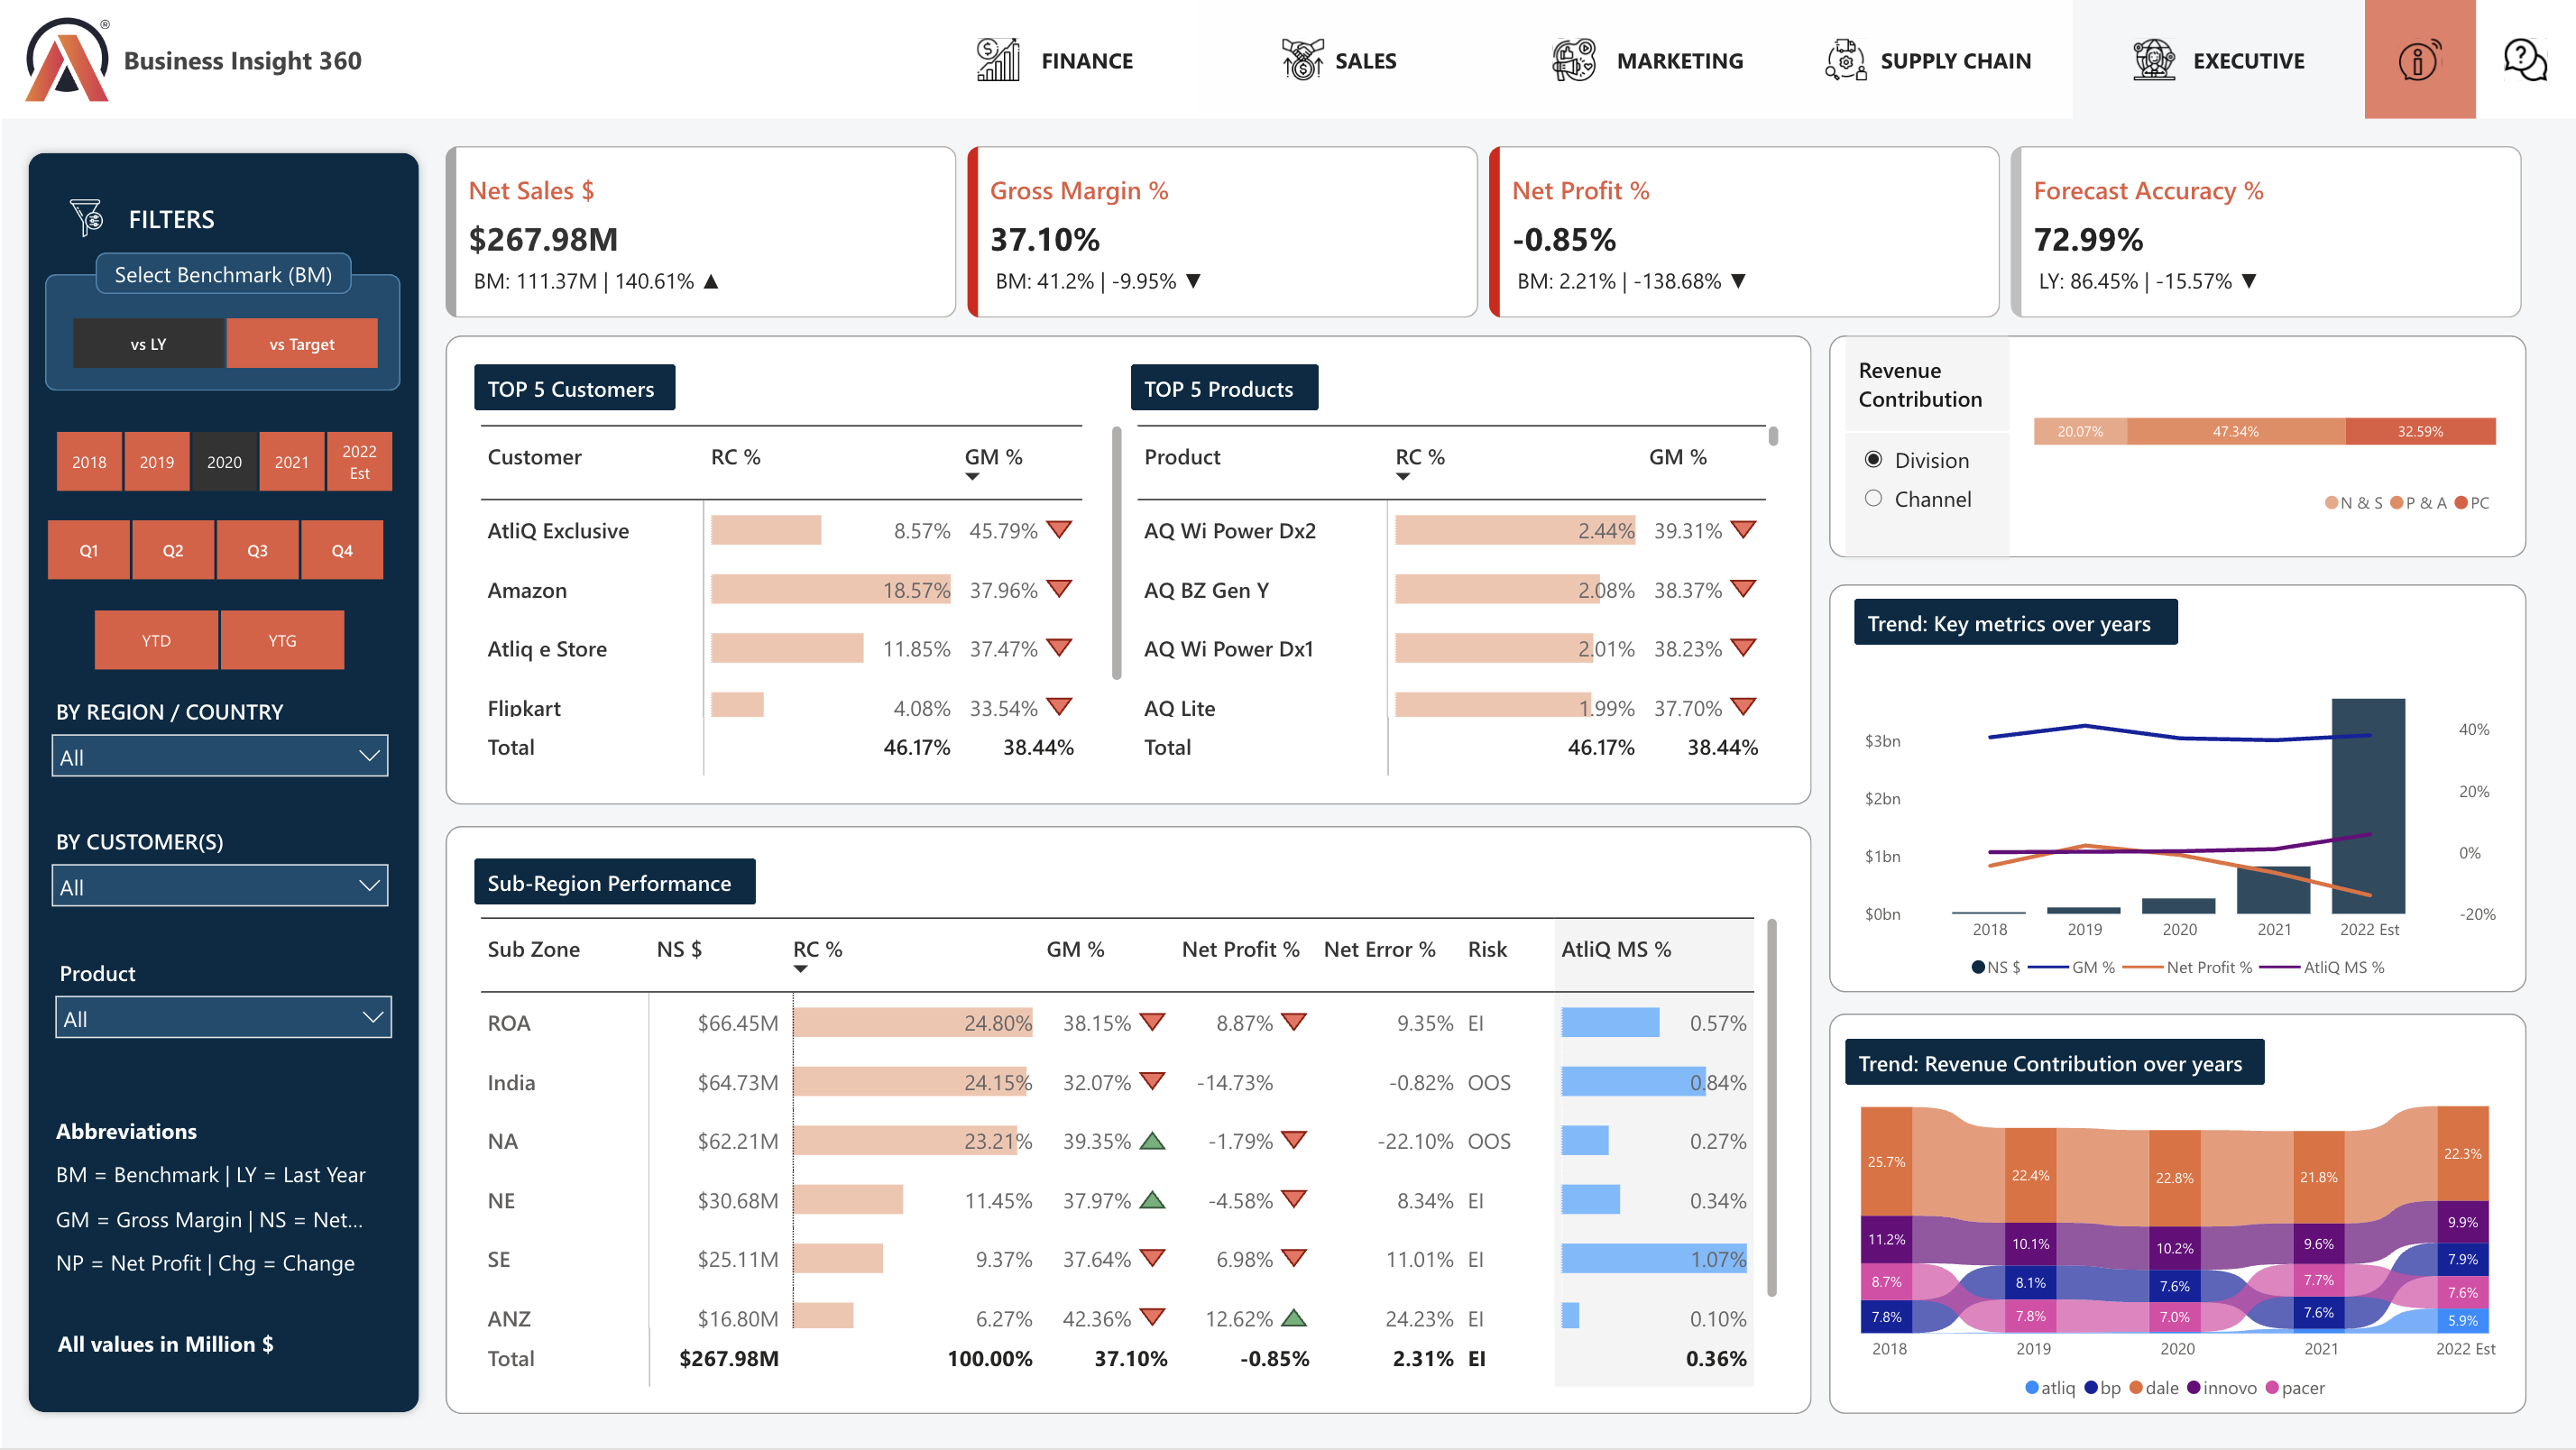 Business Insight 360
®
FINANCE
SALES
MARKETING
SUPPLY CHAIN
EXECUTIVE
FILTERS
Select Benchmark (BM)
vs LY vs Target
2018 2019 2020 2021 2022 Est
Q1 Q2 Q3 Q4
YTD YTG
BY REGION / COUNTRY
All
BY CUSTOMER(S)
All
Product
All
Abbreviations
BM = Benchmark | LY = Last Year
GM = Gross Margin | NS = Net...
NP = Net Profit | Chg = Change
All values in Million $
Net Sales $
$267.98M
BM: 111.37M | 140.61% ▲
Gross Margin %
37.10%
BM: 41.2% | -9.95% ▼
Net Profit %
-0.85%
BM: 2.21% | -138.68% ▼
Forecast Accuracy %
72.99%
LY: 86.45% | -15.57% ▼
TOP 5 Customers
Customer RC % GM %
AtliQ Exclusive 8.57% 45.79%
Amazon 18.57% 37.96%
Atliq e Store 11.85% 37.47%
Flipkart 4.08% 33.54%
Total 46.17% 38.44%
TOP 5 Products
Product RC % GM %
AQ Wi Power Dx2 2.44% 39.31%
AQ BZ Gen Y 2.08% 38.37%
AQ Wi Power Dx1 2.01% 38.23%
AQ Lite 1.99% 37.70%
Total 46.17% 38.44%
Revenue
Contribution
Division
Channel
20.07% 47.34% 32.59%
N & S P & A PC
Sub-Region Performance
Sub Zone NS $ RC % GM % Net Profit % Net Error % Risk AtliQ MS %
ROA $66.45M 24.80% 38.15% 8.87% 9.35% EI 0.57%
India $64.73M 24.15% 32.07% -14.73% -0.82% OOS 0.84%
NA $62.21M 23.21% 39.35% -1.79% -22.10% OOS 0.27%
NE $30.68M 11.45% 37.97% -4.58% 8.34% EI 0.34%
SE $25.11M 9.37% 37.64% 6.98% 11.01% EI 1.07%
ANZ $16.80M 6.27% 42.36% 12.62% 24.23% EI 0.10%
Total $267.98M 100.00% 37.10% -0.85% 2.31% EI 0.36%
Trend: Key metrics over years
$3bn 40%
$2bn 20%
$1bn 0%
$0bn -20%
2018 2019 2020 2021 2022 Est
NS $ GM % Net Profit % AtliQ MS %
Trend: Revenue Contribution over years
25.7% 22.4% 22.8% 21.8% 22.3%
11.2% 10.1% 10.2% 9.6% 9.9%
8.7% 8.1% 7.6% 7.7% 7.9%
7.8% 7.8% 7.0% 7.6% 7.6%
5.9%
2018 2019 2020 2021 2022 Est
atliq bp dale innovo pacer